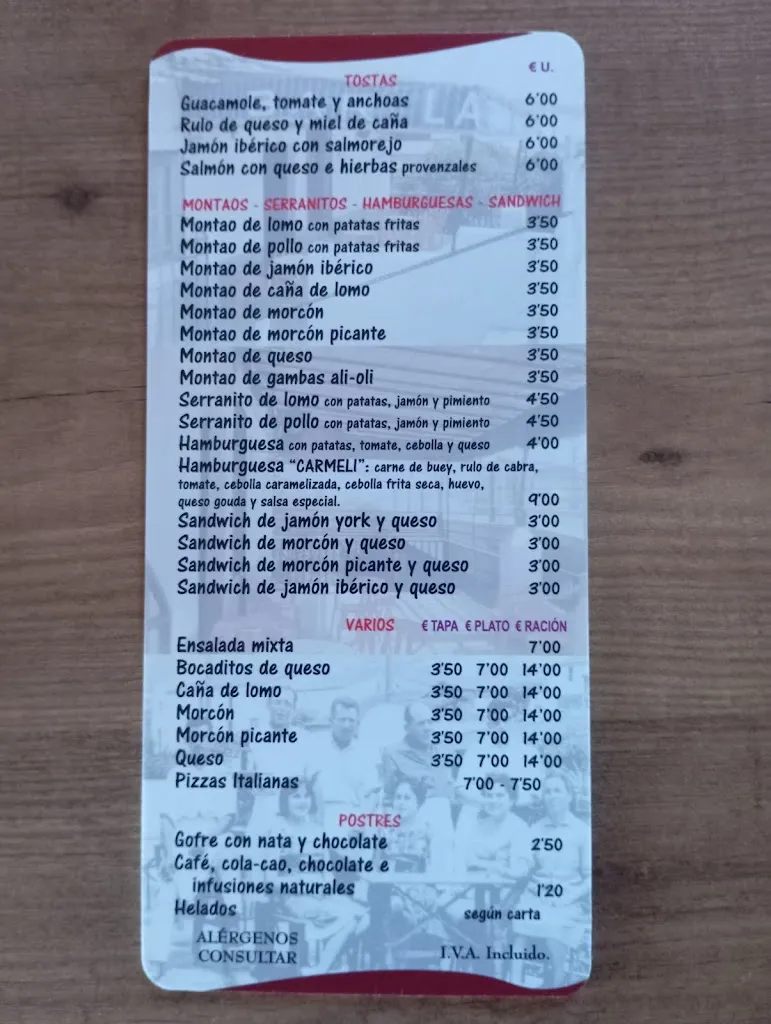 € U.
TOSTAS
Guacamole, tomate y anchoas 6'00
Rulo de queso y miel de caña 6'00
Jamón ibérico con salmorejo 6'00
Salmón con queso e hierbas provenzales 6'00
MONTAOS - SERRANITOS - HAMBURGUESAS - SANDWICH
Montao de lomo con patatas fritas 3'50
Montao de pollo con patatas fritas 3'50
Montao de jamón ibérico 3'50
Montao de caña de lomo 3'50
Montao de morcón 3'50
Montao de morcón picante 3'50
Montao de queso 3'50
Montao de gambas ali-oli 3'50
Serranito de lomo con patatas, jamón y pimiento 4'50
Serranito de pollo con patatas, jamón y pimiento 4'50
Hamburguesa con patatas, tomate, cebolla y queso 4'00
Hamburguesa "CARMELI": carne de buey, rulo de cabra,
tomate, cebolla caramelizada, cebolla frita seca, huevo,
queso gouda y salsa especial. 9'00
Sandwich de jamón york y queso 3'00
Sandwich de morcón y queso 3'00
Sandwich de morcón picante y queso 3'00
Sandwich de jamón ibérico y queso 3'00
VARIOS € TAPA € PLATO € RACIÓN
Ensalada mixta 7'00
Bocaditos de queso 3'50 7'00 14'00
Caña de lomo 3'50 7'00 14'00
Morcón 3'50 7'00 14'00
Morcón picante 3'50 7'00 14'00
Queso 3'50 7'00 14'00
Pizzas Italianas 7'00 - 7'50
POSTRES
Gofre con nata y chocolate 2'50
Café, cola-cao, chocolate e
infusiones naturales 1'20
Helados según carta
ALÉRGENOS
CONSULTAR I.V.A. Incluido.